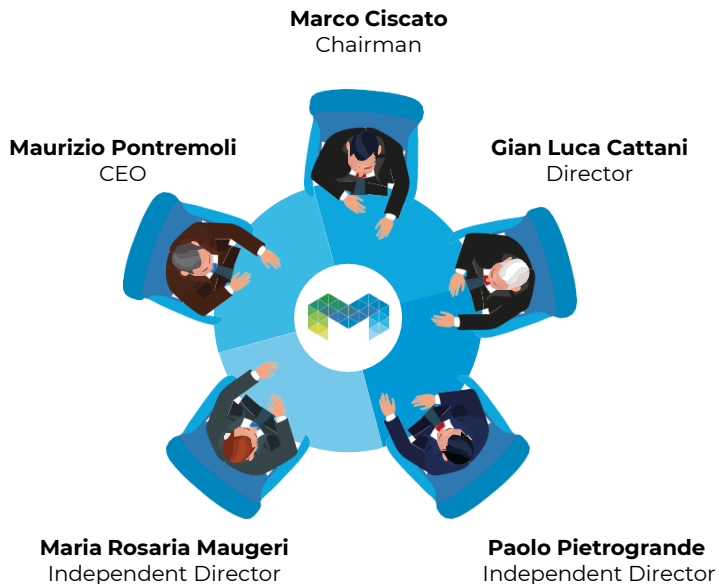 Marco Ciscato
Chairman
Maurizio Pontremoli
CEO
Gian Luca Cattani
Director
Maria Rosaria Maugeri
Independent Director
Paolo Pietrogrande
Independent Director